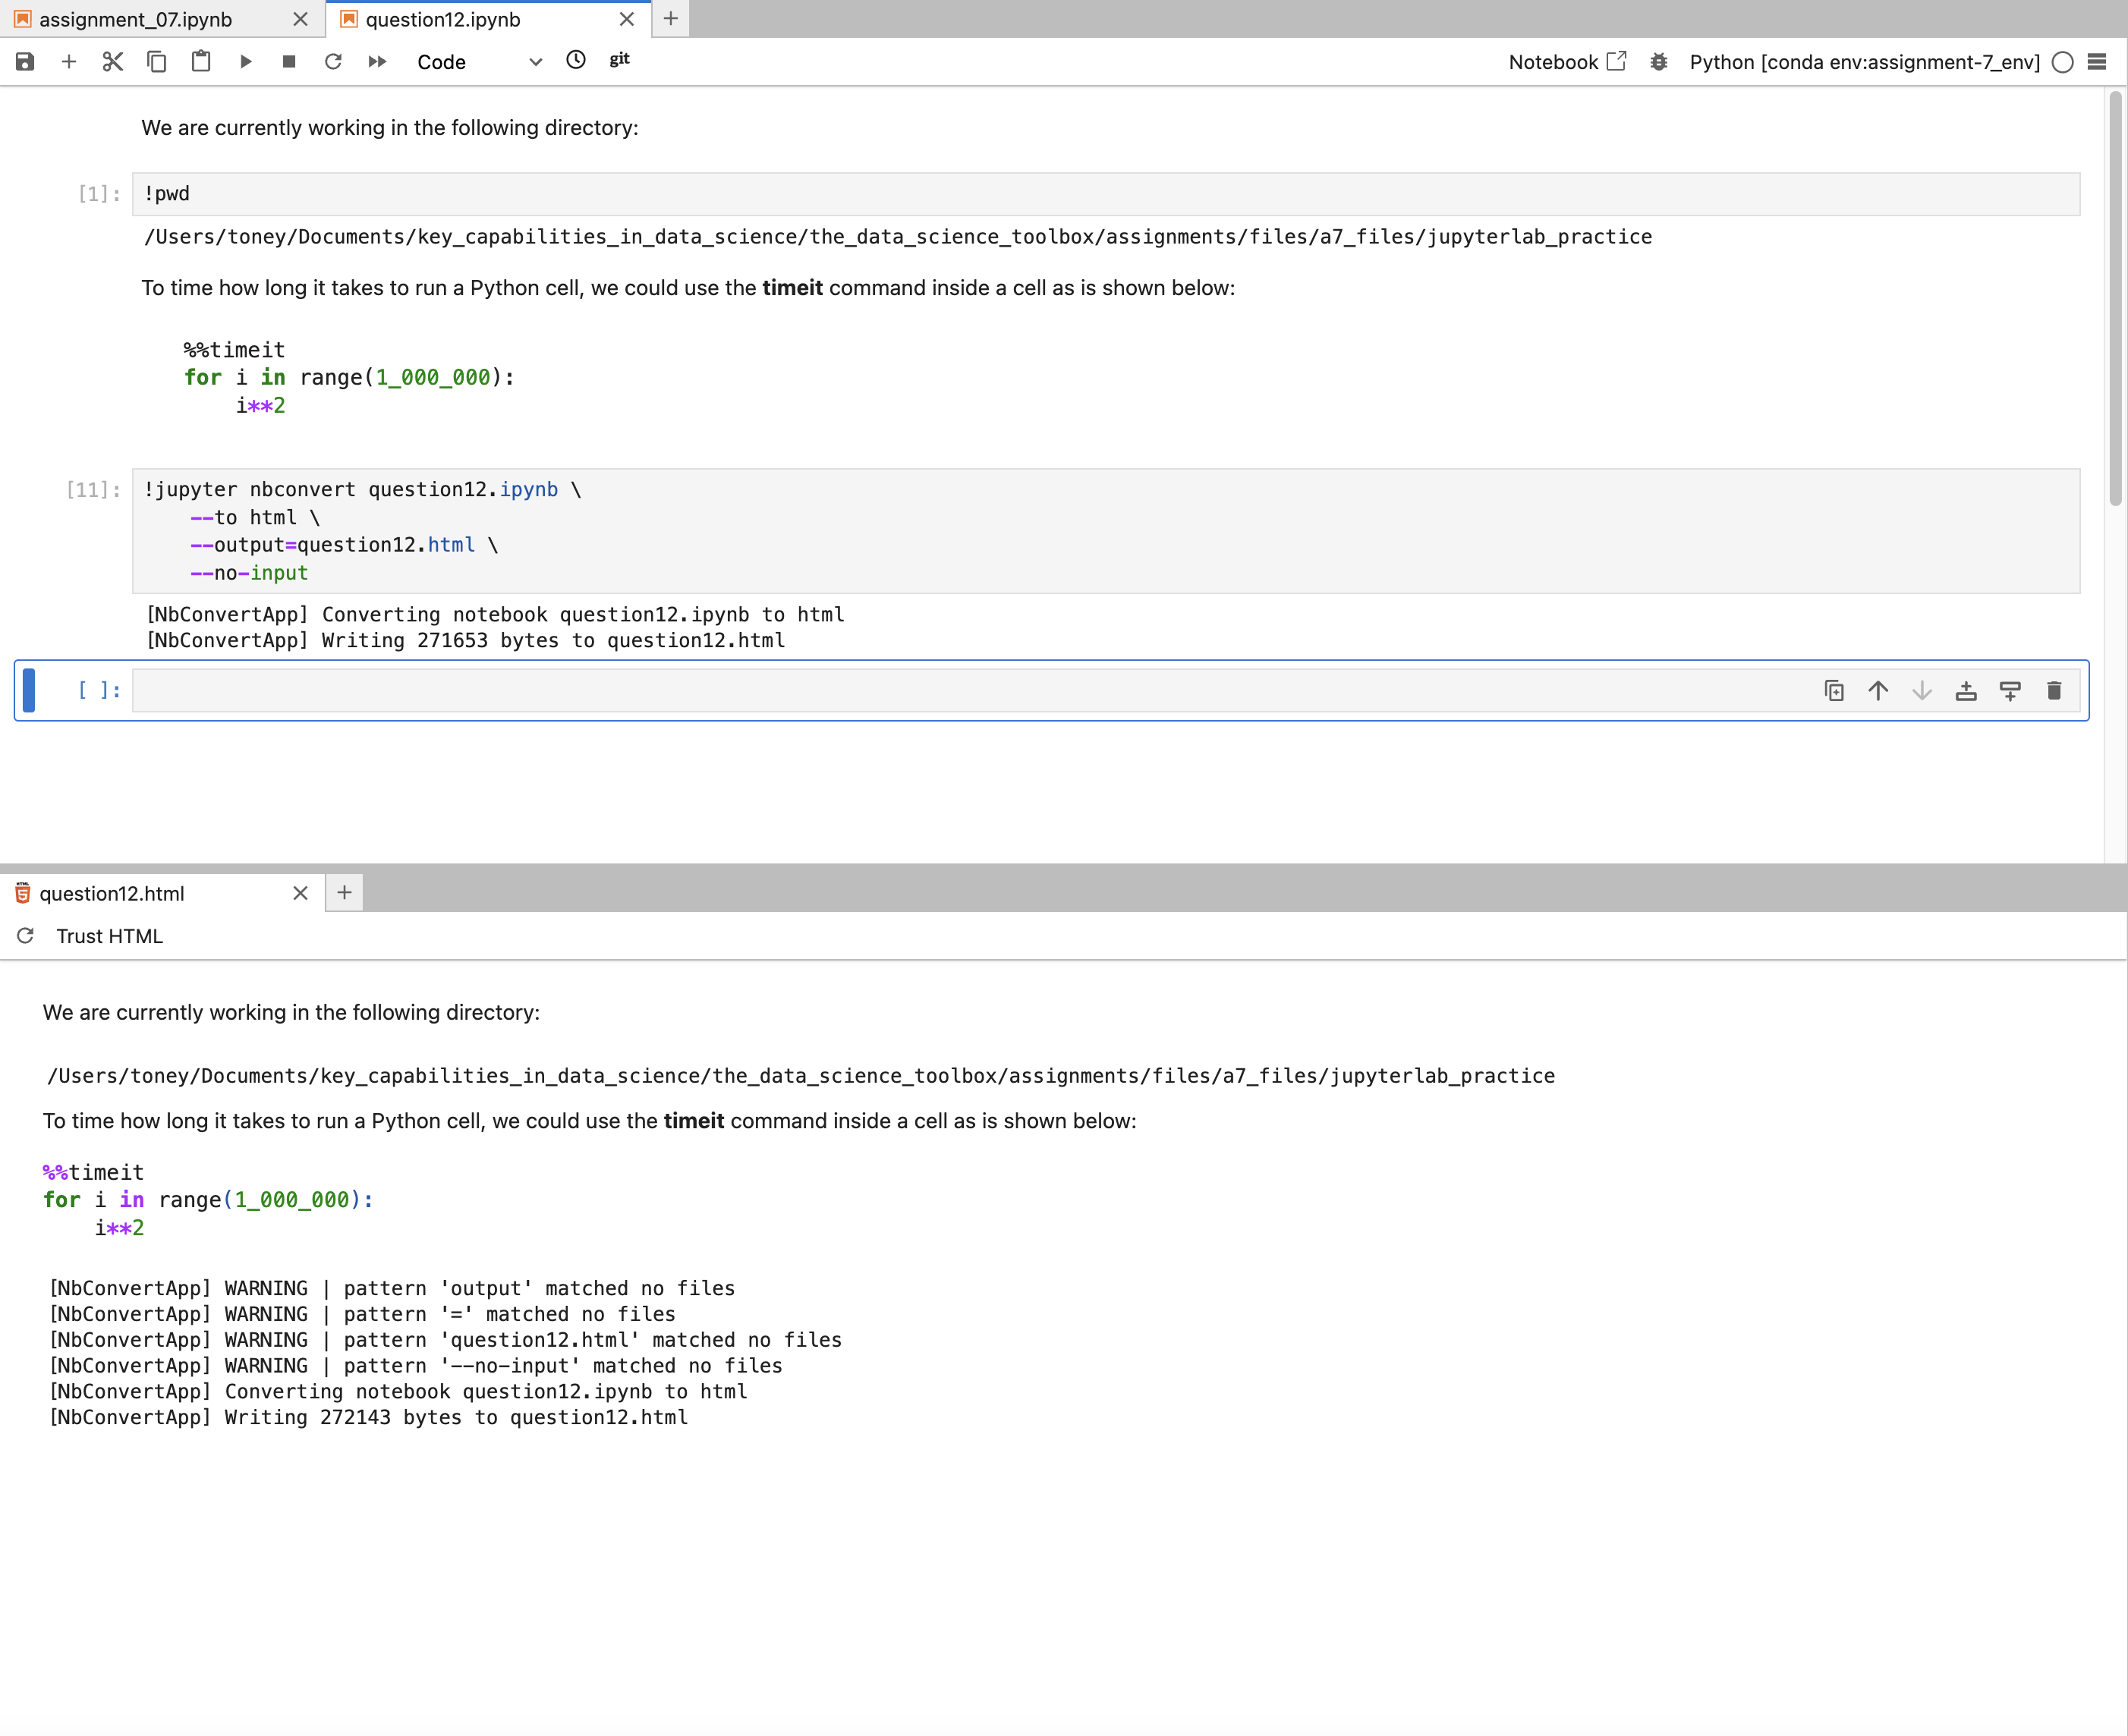 assignment_07.ipynb
question12.ipynb
Code
git
Notebook
Python [conda env:assignment-7_env]
We are currently working in the following directory:
[1]:
!pwd
/Users/toney/Documents/key_capabilities_in_data_science/the_data_science_toolbox/assignments/files/a7_files/jupyterlab_practice
To time how long it takes to run a Python cell, we could use the timeit command inside a cell as is shown below:
%%timeit
for i in range(1_000_000):
    i**2
[11]:
!jupyter nbconvert question12.ipynb \
    --to html \
    --output=question12.html \
    --no-input
[NbConvertApp] Converting notebook question12.ipynb to html
[NbConvertApp] Writing 271653 bytes to question12.html
[ ]:
question12.html
Trust HTML
We are currently working in the following directory:
/Users/toney/Documents/key_capabilities_in_data_science/the_data_science_toolbox/assignments/files/a7_files/jupyterlab_practice
To time how long it takes to run a Python cell, we could use the timeit command inside a cell as is shown below:
%%timeit
for i in range(1_000_000):
    i**2
[NbConvertApp] WARNING | pattern 'output' matched no files
[NbConvertApp] WARNING | pattern '=' matched no files
[NbConvertApp] WARNING | pattern 'question12.html' matched no files
[NbConvertApp] WARNING | pattern '--no-input' matched no files
[NbConvertApp] Converting notebook question12.ipynb to html
[NbConvertApp] Writing 272143 bytes to question12.html